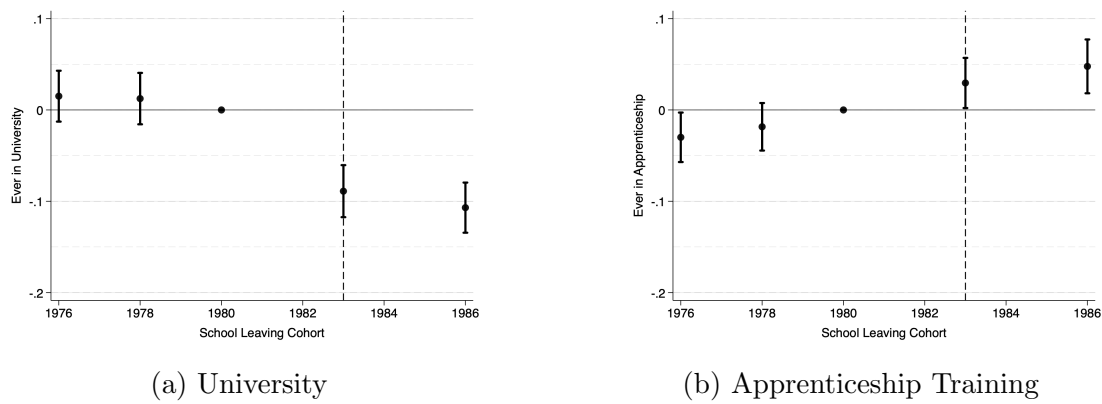 .1
0
-.1
-.2
Ever in University
1976 1978 1980 1982 1984 1986
School Leaving Cohort
(a) University
.1
0
-.1
-.2
Ever in Apprenticeship
1976 1978 1980 1982 1984 1986
School Leaving Cohort
(b) Apprenticeship Training